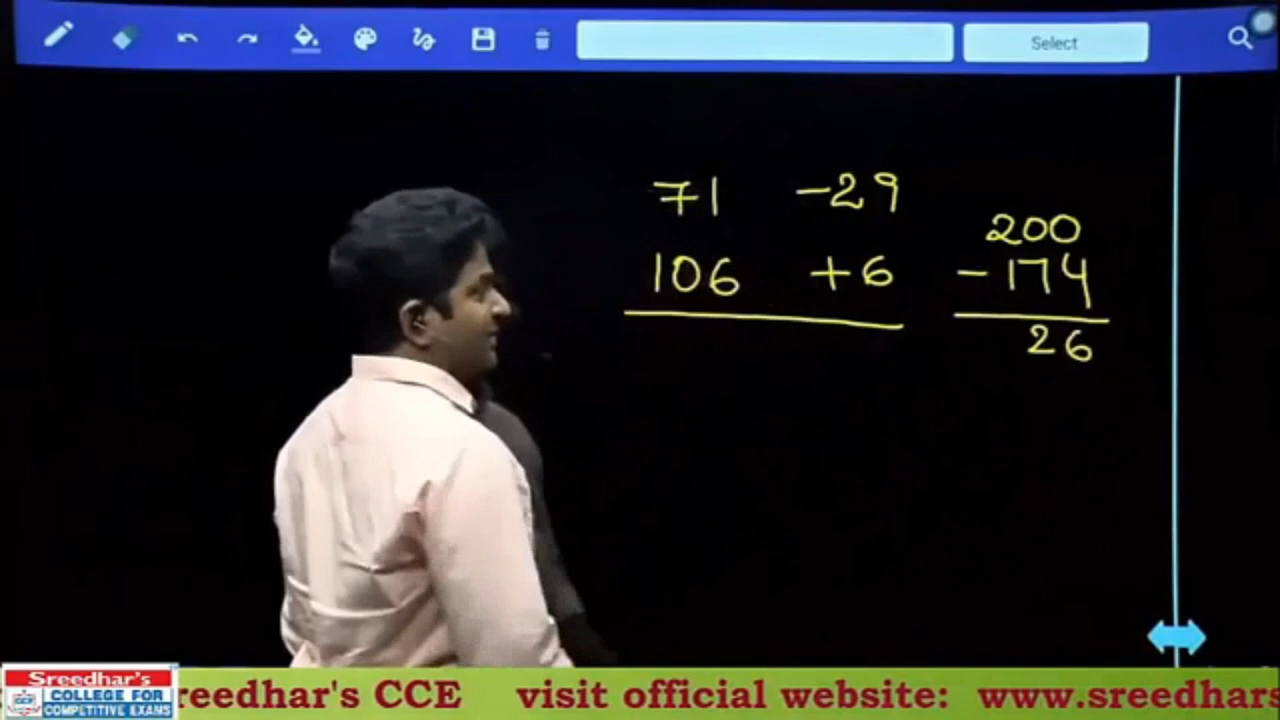 Select
71 -29
106 +6
200
-174
26
Sreedhar's
CCE
COLLEGE FOR
COMPETITIVE EXAMS
reedhar's CCE visit official website: www.sreedhars